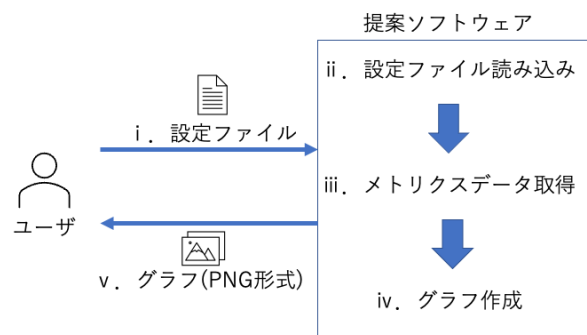 提案ソフトウェア
ii．設定ファイル読み込み
i．設定ファイル
iii．メトリクスデータ取得
ユーザ
v．グラフ(PNG形式)
iv．グラフ作成